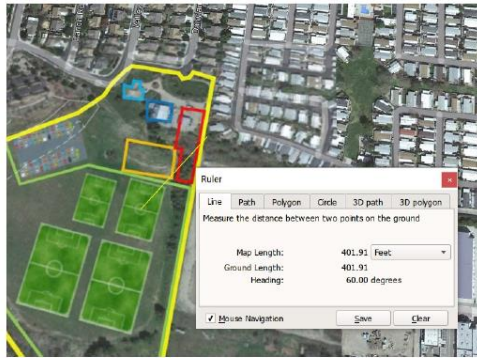 Ruler
Line Path Polygon Circle 3D path 3D polygon
Measure the distance between two points on the ground
Map Length: 401.91 Feet
Ground Length: 401.91
Heading: 60.00 degrees
Mouse Navigation Save Clear